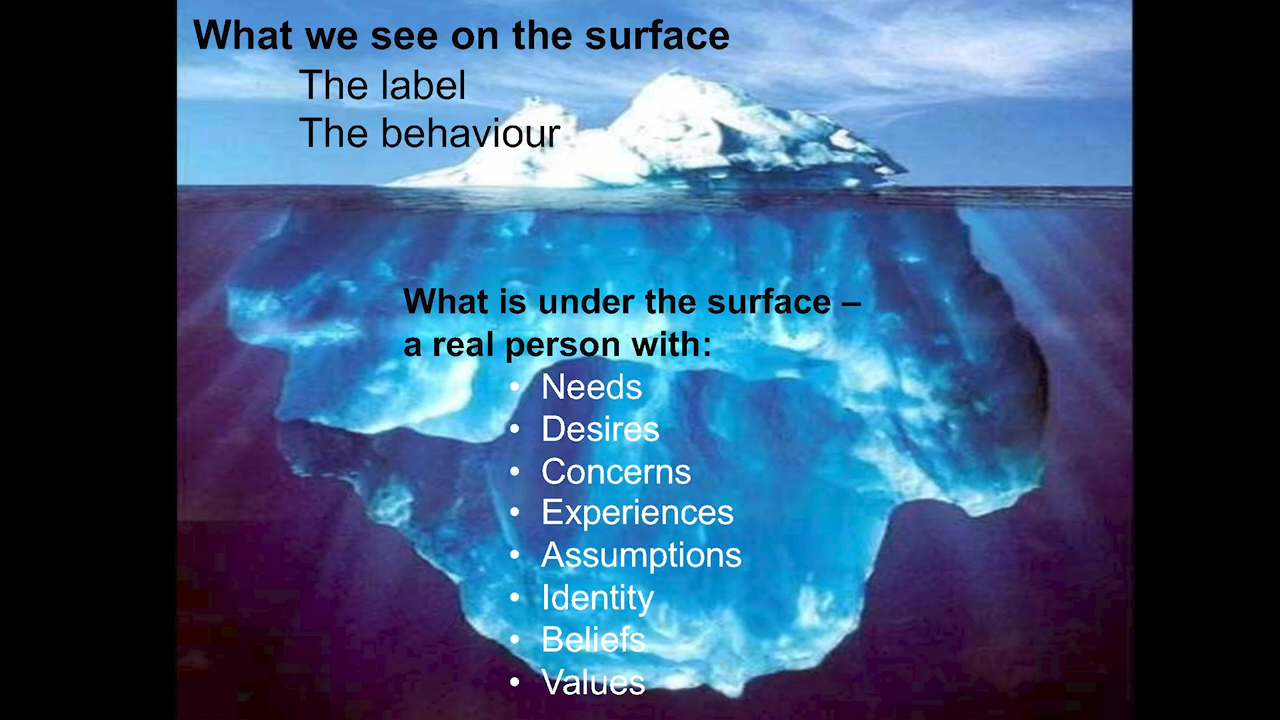 What we see on the surface
The label
The behaviour
What is under the surface –
a real person with:
• Needs
• Desires
• Concerns
• Experiences
• Assumptions
• Identity
• Beliefs
• Values